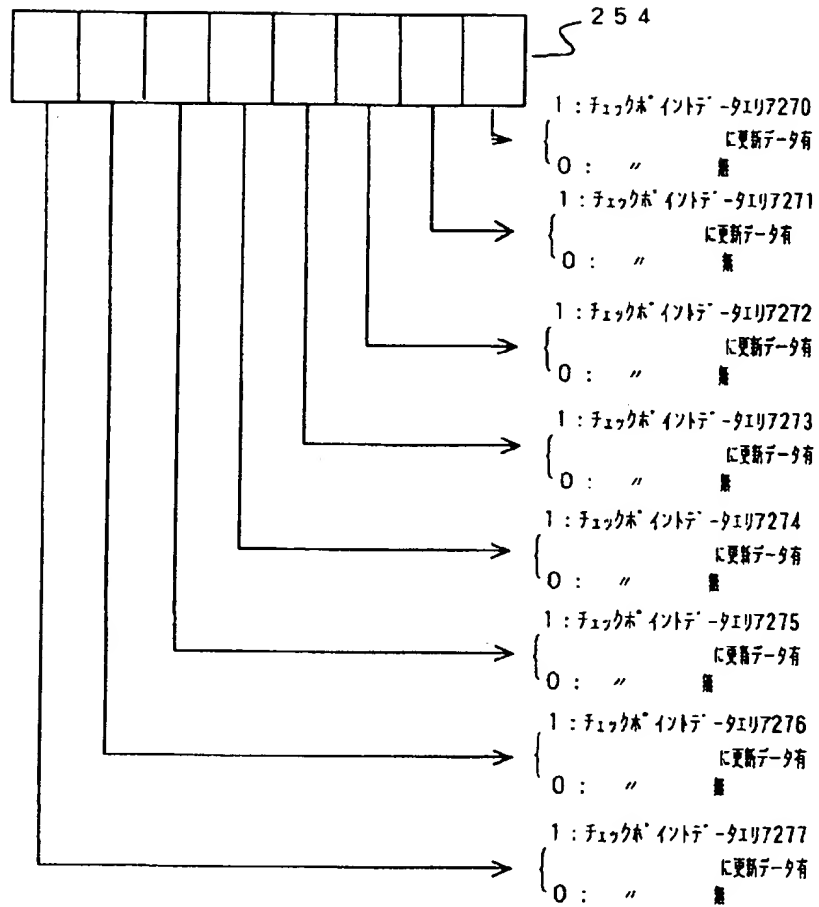 254
1:チェックポイントデータエリア270
に更新データ有
0: 〃 無
1:チェックポイントデータエリア271
に更新データ有
0: 〃 無
1:チェックポイントデータエリア272
に更新データ有
0: 〃 無
1:チェックポイントデータエリア273
に更新データ有
0: 〃 無
1:チェックポイントデータエリア274
に更新データ有
0: 〃 無
1:チェックポイントデータエリア275
に更新データ有
0: 〃 無
1:チェックポイントデータエリア276
に更新データ有
0: 〃 無
1:チェックポイントデータエリア277
に更新データ有
0: 〃 無